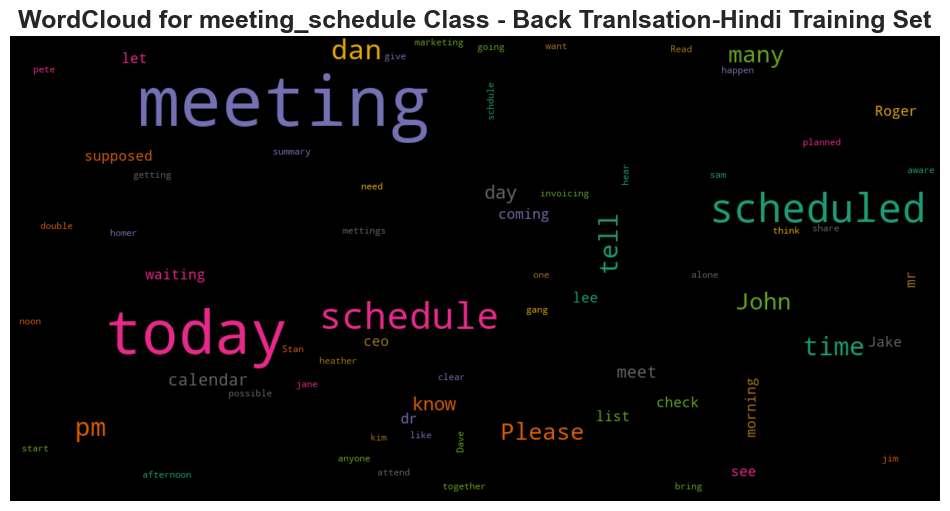 WordCloud for meeting_schedule Class - Back Tranlsation-Hindi Training Set
marketing going want Read many
dan give
let
pete
happen
meeting
schdule
Roger
planned
supposed
summary
getting
need
hear
sam
aware
day
invoicing
coming
scheduled
double
homer
mettings
tell
think
share
waiting
one
alone
mr
lee
John
gang
noon
today
schedule
Stan
ceo
heather
time
Jake
calendar
possible
jane
clear
meet
know
list
check
morning
pm
dr
like
kim
Dave
Please
start
anyone
attend
afternoon
together
see
jim
bring